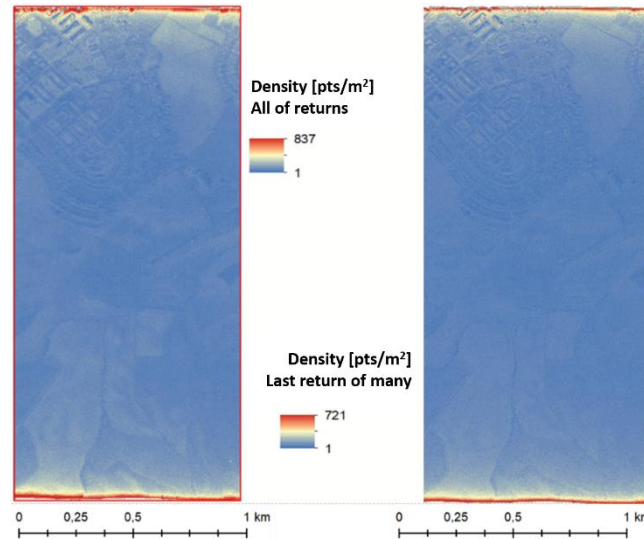 Density [pts/m²]
All of returns
837
1
Density [pts/m²]
Last return of many
721
1
0 0,25 0,5 1 km
0 0,25 0,5 1 km